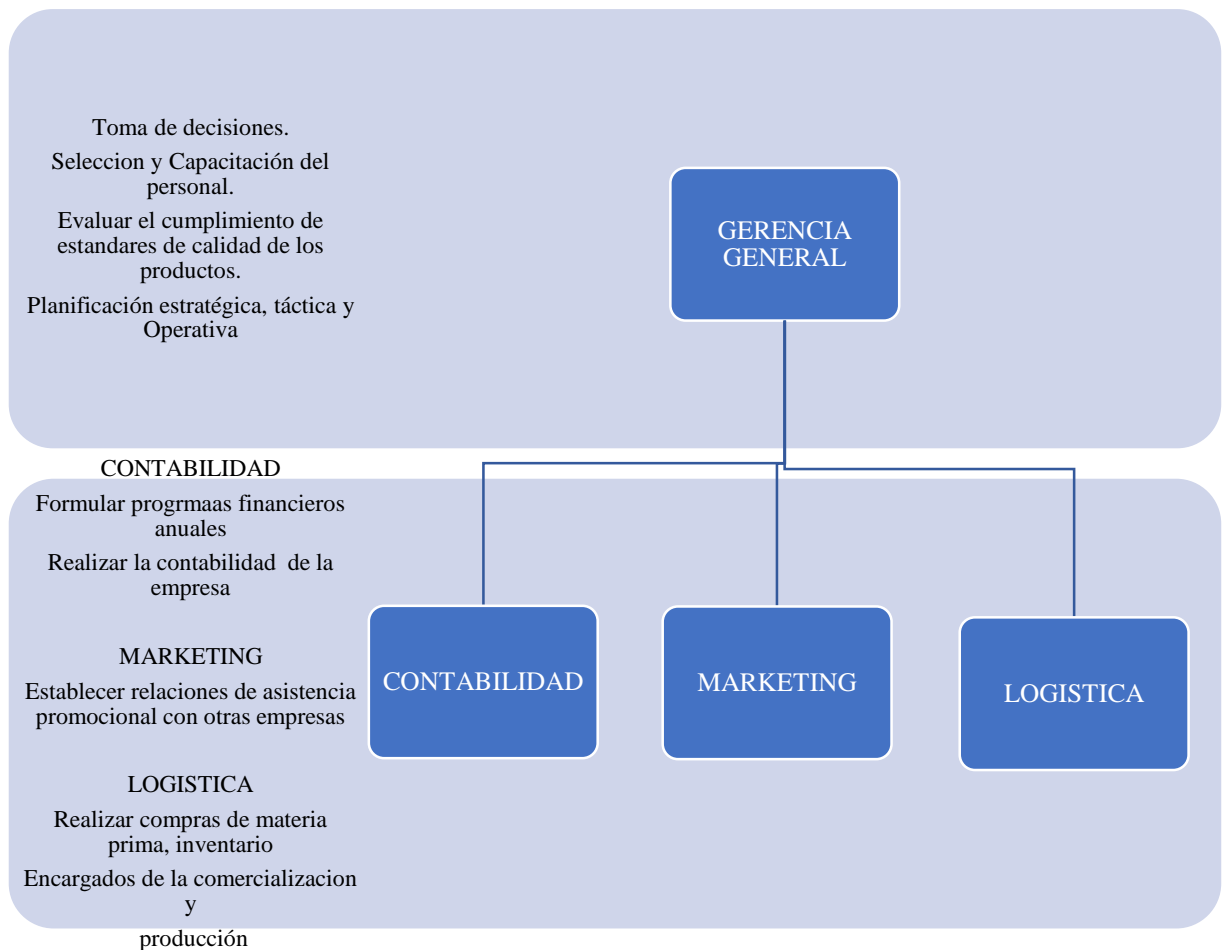 Toma de decisiones.
Seleccion y Capacitación del
personal.
Evaluar el cumplimiento de
estandares de calidad de los
productos.
Planificación estratégica, táctica y
Operativa
GERENCIA
GENERAL
CONTABILIDAD
Formular progrmaas financieros
anuales
Realizar la contabilidad de la
empresa
MARKETING
Establecer relaciones de asistencia
promocional con otras empresas
LOGISTICA
Realizar compras de materia
prima, inventario
Encargados de la comercializacion
y
producción
CONTABILIDAD
MARKETING
LOGISTICA